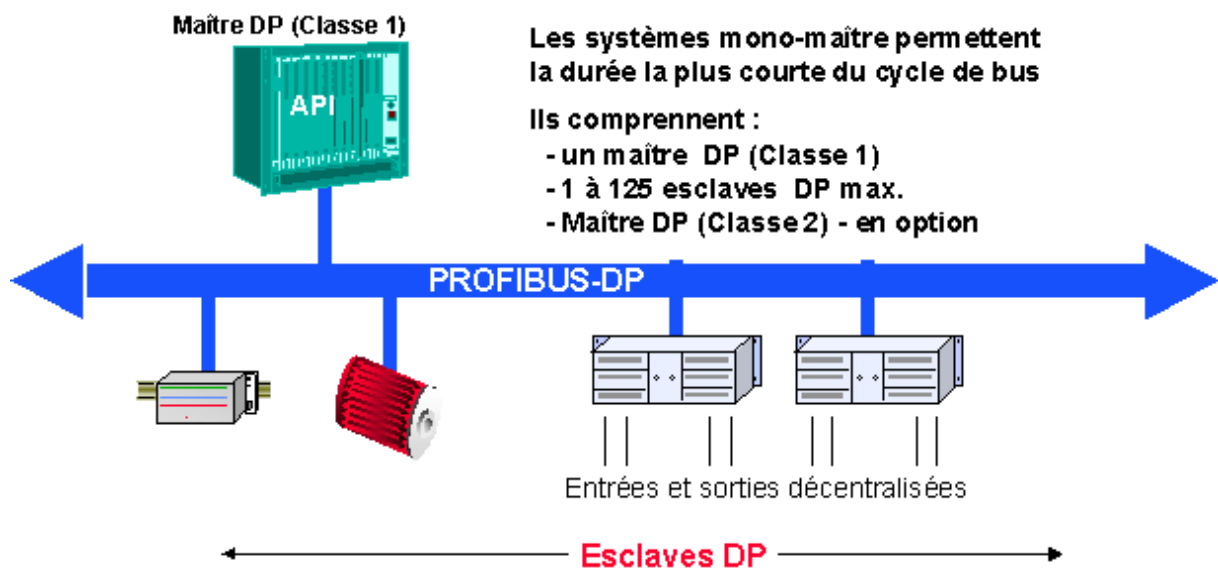 Maître DP (Classe 1)
API
Les systèmes mono-maître permettent
la durée la plus courte du cycle de bus
Ils comprennent :
- un maître DP (Classe 1)
- 1 à 125 esclaves DP max.
- Maître DP (Classe 2) - en option
PROFIBUS-DP
Entrées et sorties décentralisées
Esclaves DP